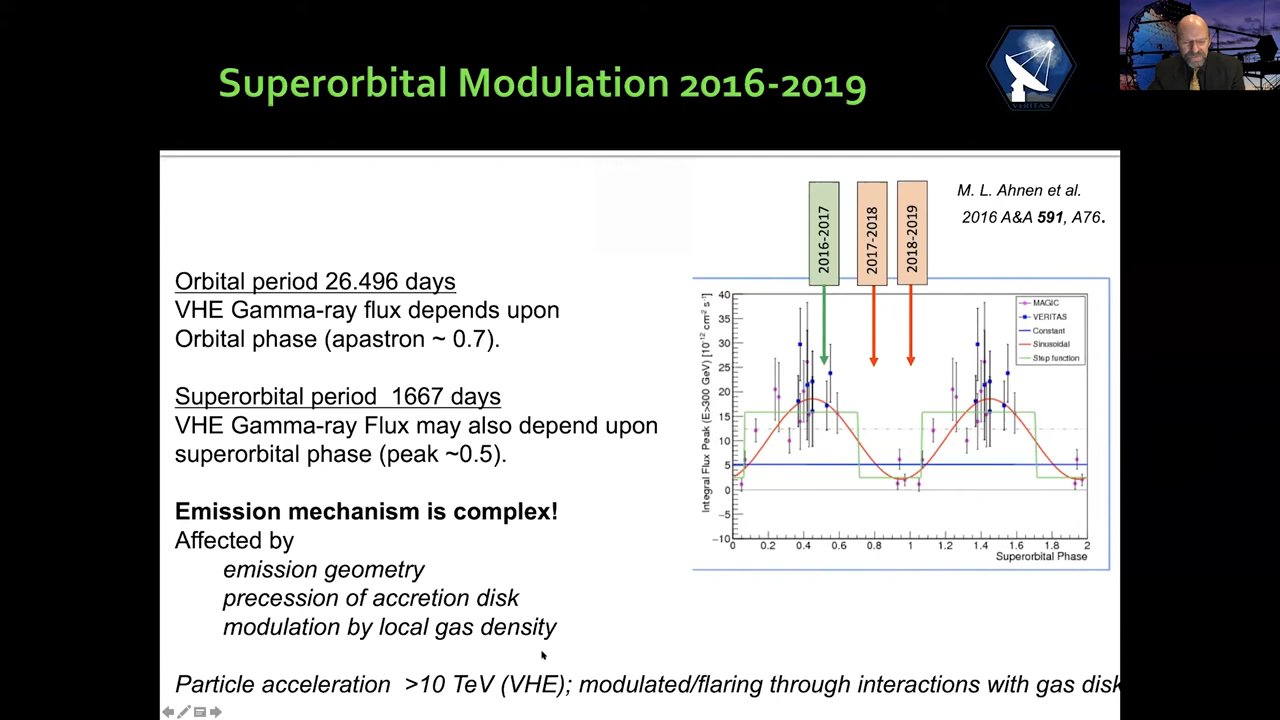 Superorbital Modulation 2016-2019
VERITAS
M. L. Ahnen et al.
2016 A&A 591, A76.
2016-2017
2017-2018
2018-2019
Orbital period 26.496 days
VHE Gamma-ray flux depends upon
Orbital phase (apastron ~ 0.7).
Superorbital period 1667 days
VHE Gamma-ray Flux may also depend upon
superorbital phase (peak ~0.5).
Emission mechanism is complex!
Affected by
emission geometry
precession of accretion disk
modulation by local gas density
Particle acceleration >10 TeV (VHE); modulated/flaring through interactions with gas disk
Integral Flux Peak (E>300 GeV) [10⁻¹² cm⁻² s⁻¹]
40
35
30
25
20
15
10
5
0
−5
−10
MAGIC
VERITAS
Constant
Sinusoidal
Step function
0 0.2 0.4 0.6 0.8 1 1.2 1.4 1.6 1.8 2
Superorbital Phase